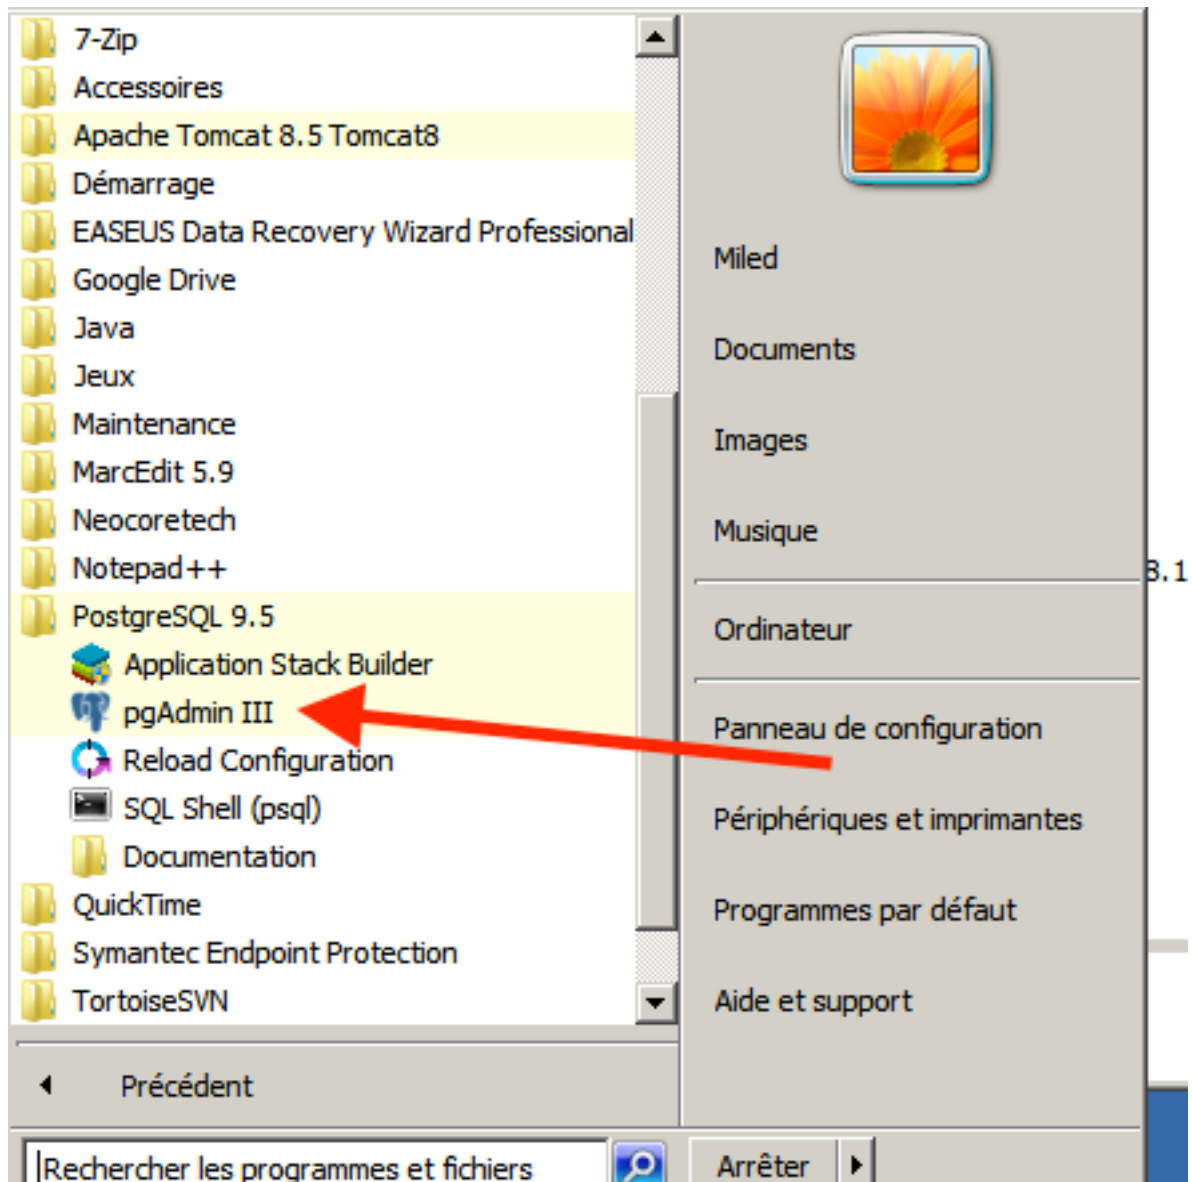 7-Zip
Accessoires
Apache Tomcat 8.5 Tomcat8
Démarrage
EASEUS Data Recovery Wizard Professional
Google Drive
Java
Jeux
Maintenance
MarcEdit 5.9
Neocoretech
Notepad++
PostgreSQL 9.5
Application Stack Builder
pgAdmin III
Reload Configuration
SQL Shell (psql)
Documentation
QuickTime
Symantec Endpoint Protection
TortoiseSVN
Précédent
Rechercher les programmes et fichiers
Miled
Documents
Images
Musique
Ordinateur
Panneau de configuration
Périphériques et imprimantes
Programmes par défaut
Aide et support
Arrêter
8.1